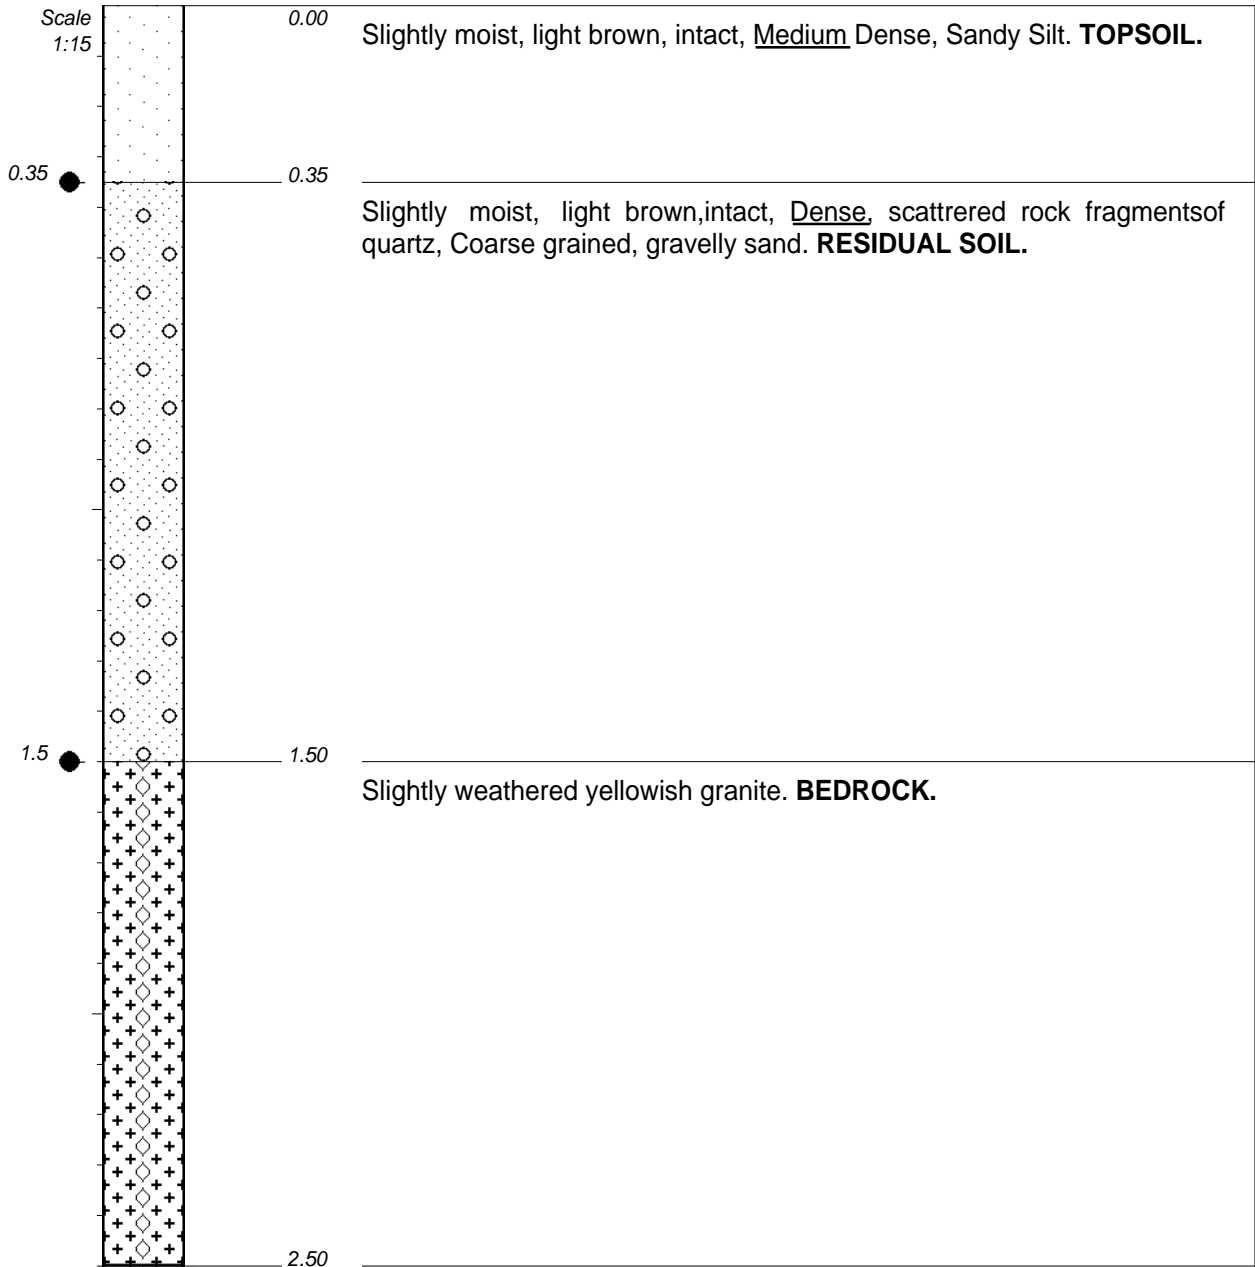 Scale
1:15
0.00
Slightly moist, light brown, intact, Medium Dense, Sandy Silt. TOPSOIL.
0.35
0.35
Slightly moist, light brown,intact, Dense, scattrered rock fragmentsof
quartz, Coarse grained, gravelly sand. RESIDUAL SOIL.
1.5
1.50
Slightly weathered yellowish granite. BEDROCK.
2.50